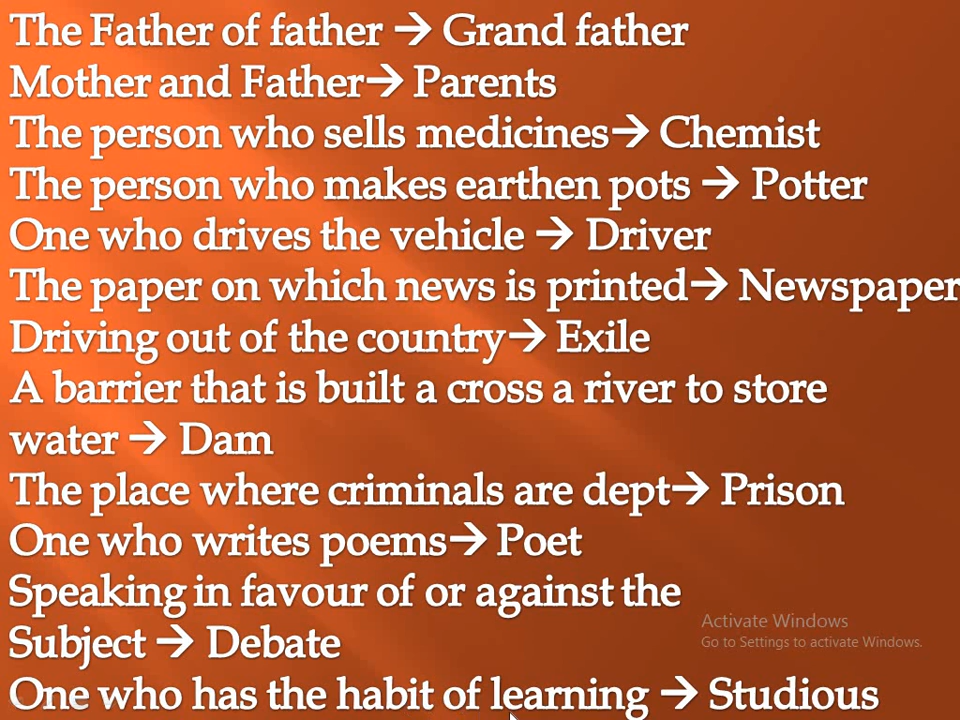 The Father of father → Grand father
Mother and Father→ Parents
The person who sells medicines→ Chemist
The person who makes earthen pots → Potter
One who drives the vehicle → Driver
The paper on which news is printed→ Newspaper
Driving out of the country→ Exile
A barrier that is built a cross a river to store
water → Dam
The place where criminals are dept→ Prison
One who writes poems→ Poet
Speaking in favour of or against the
Subject → Debate
One who has the habit of learning → Studious
Activate Windows
Go to Settings to activate Windows.